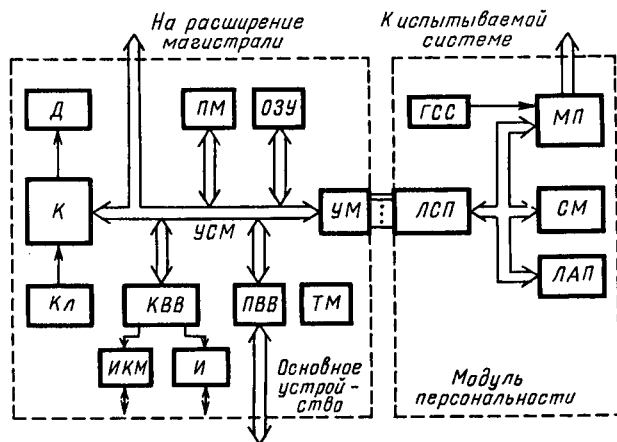 На расширение
магистрали
К испытываемой
системе
Д
ПМ
ОЗУ
ГСС
МП
К
УМ
ЛСП
СМ
УСМ
Кл
КВВ
ПВВ
ТМ
ЛАП
ИКМ
И
Основное
устрой-
ство
Модуль
персональности